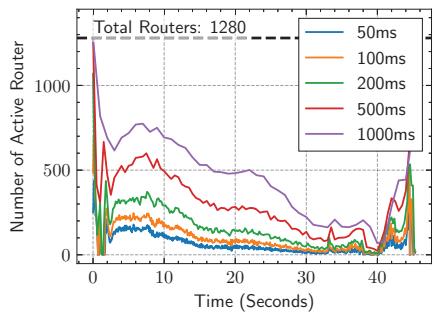 Total Routers: 1280
50ms
100ms
200ms
500ms
1000ms
Number of Active Router
1000
500
0
0
10
20
30
40
Time (Seconds)